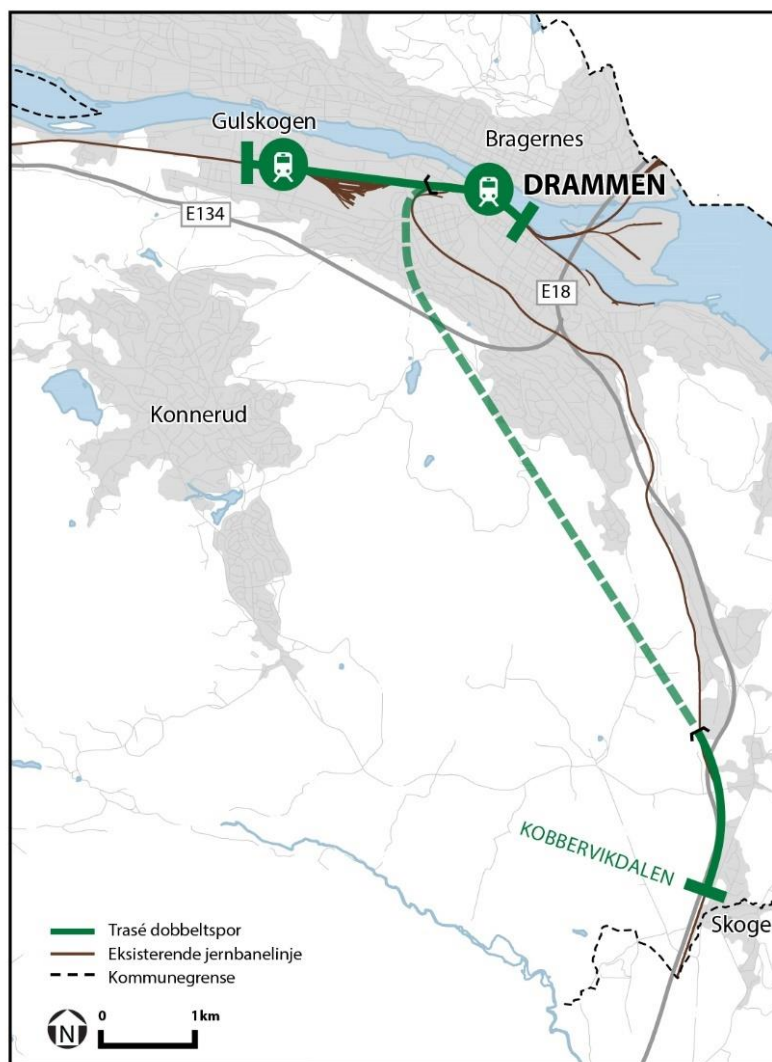 Gulskogen
Bragernes
DRAMMEN
E134
E18
Konnerud
KOBBERVIKDALEN
Skoge
Trasé dobbeltspor
Eksisterende jernbanelinje
Kommunegrense
N
0 1km